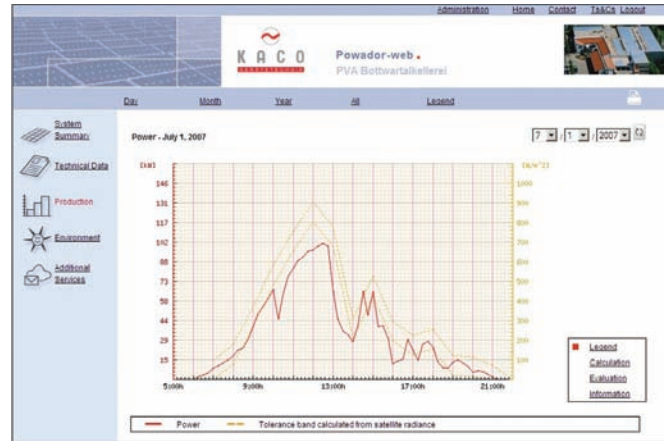 Administration Home Contact Ts&Cs Logout
KACO
Powador-web.
PVA Bottwartalkellerei
Day Month Year All Legend
System
Summary
Technical Data
Production
Environment
Additional
Services
Power - July 1, 2007
7 / 1 / 2007
[kW]
146
131
117
102
88
73
58
44
29
15
1000
900
800
700
600
500
400
300
200
100
5:00h 9:00h 13:00h 17:00h 21:00h
Legend
Calculation
Evaluation
Information
Power Tolerance band calculated from satellite radiance